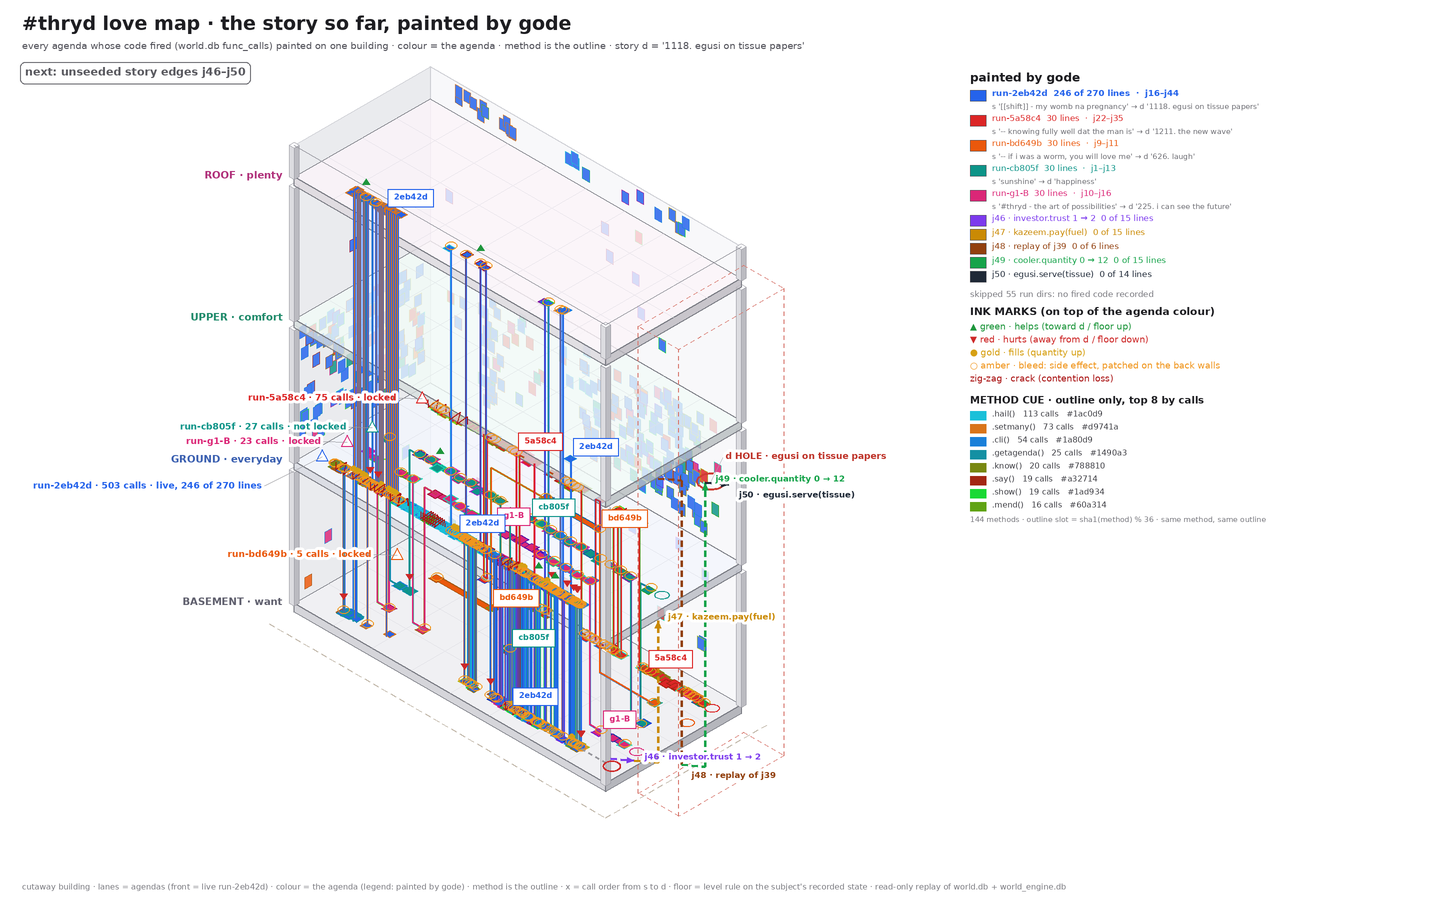 #thryd love map · the story so far, painted by gode
every agenda whose code fired (world.db func_calls) painted on one building · colour = the agenda · method is the outline · story d = '1118. egusi on tissue papers'
next: unseeded story edges j46–j50
ROOF · plenty
2eb42d
UPPER · comfort
run-5a58c4 · 75 calls · locked
run-cb805f · 27 calls · not locked
run-g1-B · 23 calls · locked
GROUND · everyday
run-2eb42d · 503 calls · live, 246 of 270 lines
5a58c4
2eb42d
d HOLE · egusi on tissue papers
j49 · cooler.quantity 0 → 12
j50 · egusi.serve(tissue)
cb805f
g1-B
2eb42d
bd649b
run-bd649b · 5 calls · locked
BASEMENT · want
bd649b
j47 · kazeem.pay(fuel)
cb805f
5a58c4
2eb42d
g1-B
j46 · investor.trust 1 → 2
j48 · replay of j39
painted by gode
run-2eb42d  246 of 270 lines  ·  j16–j44
s '[[shift]] - my womb na pregnancy' → d '1118. egusi on tissue papers'
run-5a58c4  30 lines  ·  j22–j35
s '-- knowing fully well dat the man is' → d '1211. the new wave'
run-bd649b  30 lines  ·  j9–j11
s '-- if i was a worm, you will love me' → d '626. laugh'
run-cb805f  30 lines  ·  j1–j13
s 'sunshine' → d 'happiness'
run-g1-B  30 lines  ·  j10–j16
s '#thryd - the art of possibilities' → d '225. i can see the future'
j46 · investor.trust 1 → 2  0 of 15 lines
j47 · kazeem.pay(fuel)  0 of 15 lines
j48 · replay of j39  0 of 6 lines
j49 · cooler.quantity 0 → 12  0 of 15 lines
j50 · egusi.serve(tissue)  0 of 14 lines
skipped 55 run dirs: no fired code recorded
INK MARKS (on top of the agenda colour)
▲ green · helps (toward d / floor up)
▼ red · hurts (away from d / floor down)
● gold · fills (quantity up)
○ amber · bleed: side effect, patched on the back walls
zig-zag · crack (contention loss)
METHOD CUE · outline only, top 8 by calls
.hail()   113 calls   #1ac0d9
.setmany()   73 calls   #d9741a
.cli()   54 calls   #1a80d9
.getagenda()   25 calls   #1490a3
.know()   20 calls   #788810
.say()   19 calls   #a32714
.show()   19 calls   #1ad934
.mend()   16 calls   #60a314
144 methods · outline slot = sha1(method) % 36 · same method, same outline
cutaway building · lanes = agendas (front = live run-2eb42d) · colour = the agenda (legend: painted by gode) · method is the outline · x = call order from s to d · floor = level rule on the subject's recorded state · read-only replay of world.db + world_engine.db